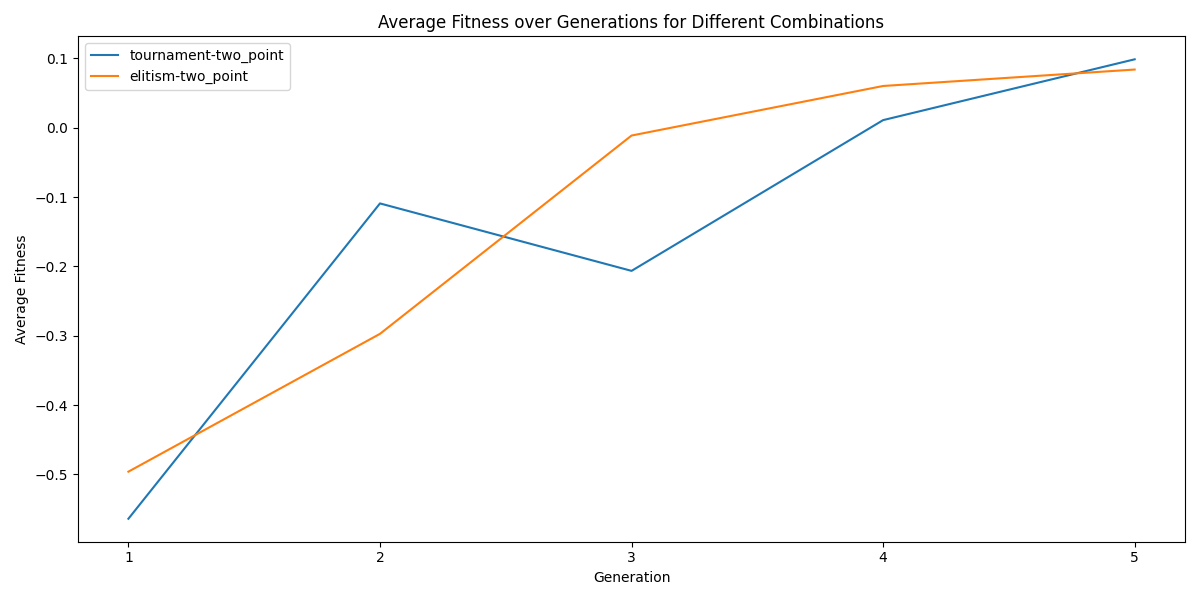 Average Fitness over Generations for Different Combinations
tournament-two_point
elitism-two_point
Average Fitness
0.1
0.0
−0.1
−0.2
−0.3
−0.4
−0.5
1 2 3 4 5
Generation